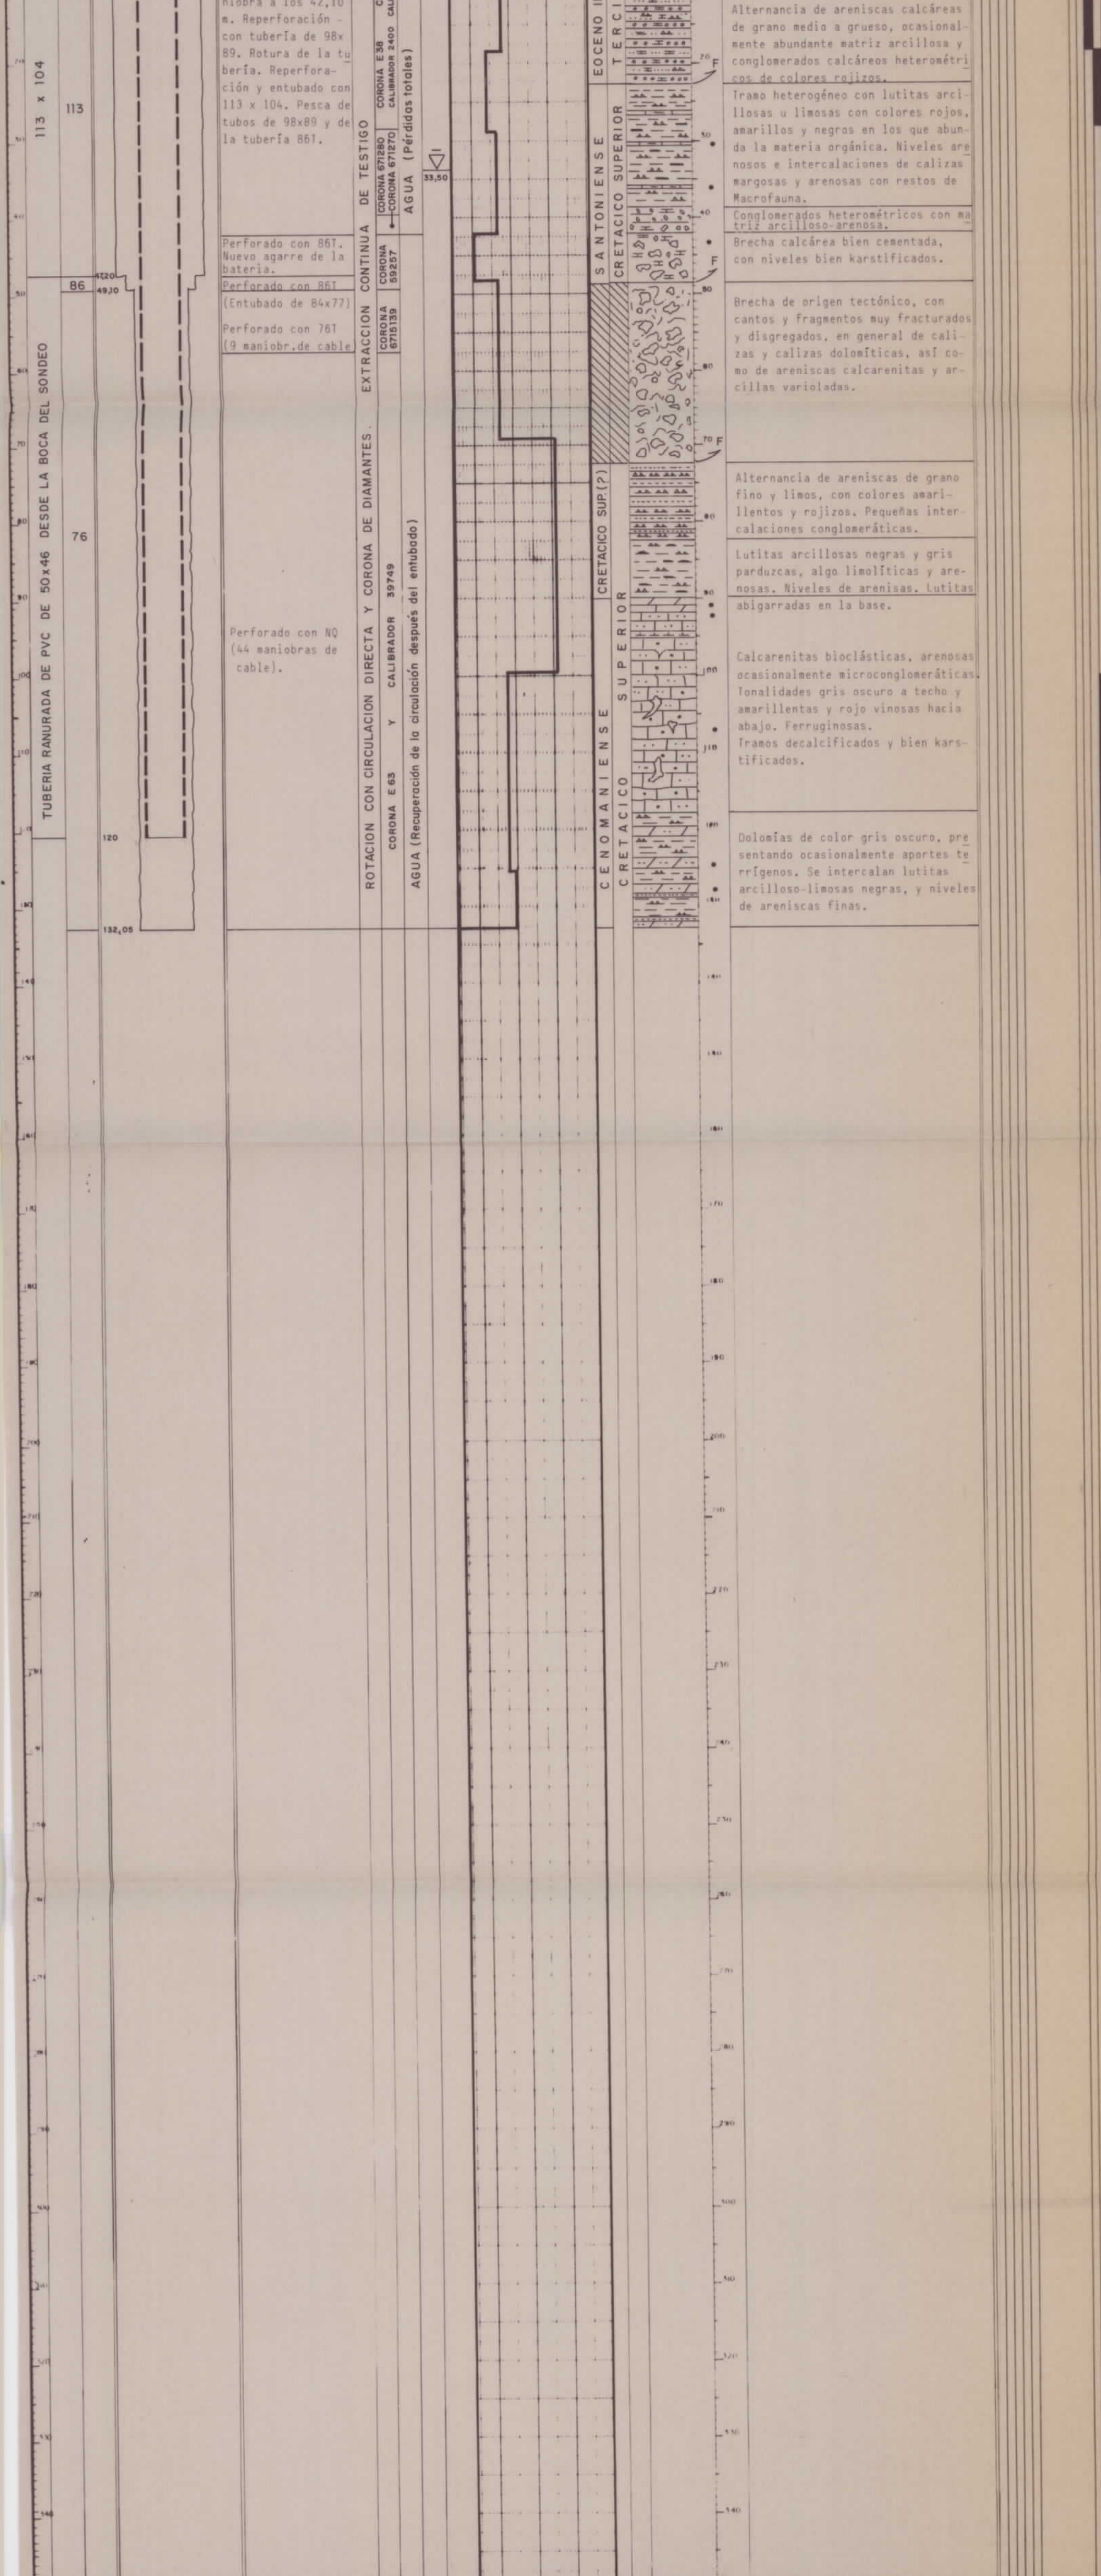 113 x 104
TUBERIA RANURADA DE PVC DE 50x46 DESDE LA BOCA DEL SONDEO
113
86
76
47,20
49,10
120
132,05
niobra a los 42,10
m. Reperforación -
con tubería de 98x
89. Rotura de la tu
bería. Reperfora-
ción y entubado con
113 x 104. Pesca de
tubos de 98x89 y de
la tubería 86T.
Perforado con 86T.
Nuevo agarre de la
bateria.
Perforado con 86T
(Entubado de 84x77)
Perforado con 76T
(9 maniobr.de cable
Perforado con NQ
(44 maniobras de
cable).
ROTACION CON CIRCULACION DIRECTA Y CORONA DE DIAMANTES. EXTRACCION CONTINUA DE TESTIGO
CORONA E38
CALIBRADOR 2400
CORONA 671280
CORONA 671270
CORONA
59257
CORONA
6715139
CORONA E 63 Y CALIBRADOR 39749
AGUA (Pérdidas totales)
AGUA (Recuperación de la circulación después del entubado)
33,50
EOCENO
TERCI
SANTONIENSE
CRETACICO SUPERIOR
CRETACICO SUP.(?)
CENOMANIENSE
CRETACICO SUPERIOR
F
F
F
Alternancia de areniscas calcáreas
de grano medio a grueso, ocasional-
mente abundante matriz arcillosa y
conglomerados calcáreos heterométri
cos de colores rojizos.
Tramo heterogéneo con lutitas arci-
llosas u limosas con colores rojos,
amarillos y negros en los que abun-
da la materia orgánica. Niveles are
nosos e intercalaciones de calizas
margosas y arenosas con restos de
Macrofauna.
Conglomerados heterométricos con ma
triz arcilloso-arenosa.
Brecha calcárea bien cementada,
con niveles bien karstificados.
Brecha de origen tectónico, con
cantos y fragmentos muy fracturados
y disgregados, en general de cali-
zas y calizas dolomíticas, así co-
mo de areniscas calcarenitas y ar-
cillas varioladas.
Alternancia de areniscas de grano
fino y limos, con colores amari-
llentos y rojizos. Pequeñas inter-
calaciones conglomeráticas.
Lutitas arcillosas negras y gris
parduzcas, algo limolíticas y are-
nosas. Niveles de arenisas. Lutitas
abigarradas en la base.
Calcarenitas bioclásticas, arenosas
ocasionalmente microconglomeráticas.
Tonalidades gris oscuro a techo y
amarillentas y rojo vinosas hacia
abajo. Ferruginosas.
Tramos decalcificados y bien kars-
tificados.
Dolomías de color gris oscuro, pre
sentando ocasionalmente aportes te
rrígenos. Se intercalan lutitas
arcilloso-limosas negras, y niveles
de areniscas finas.